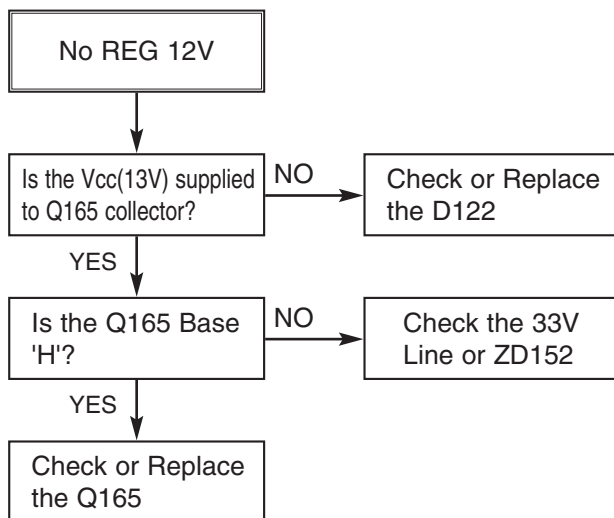 No REG 12V
Is the Vcc(13V) supplied
to Q165 collector?
NO
Check or Replace
the D122
YES
Is the Q165 Base
'H'?
NO
Check the 33V
Line or ZD152
YES
Check or Replace
the Q165